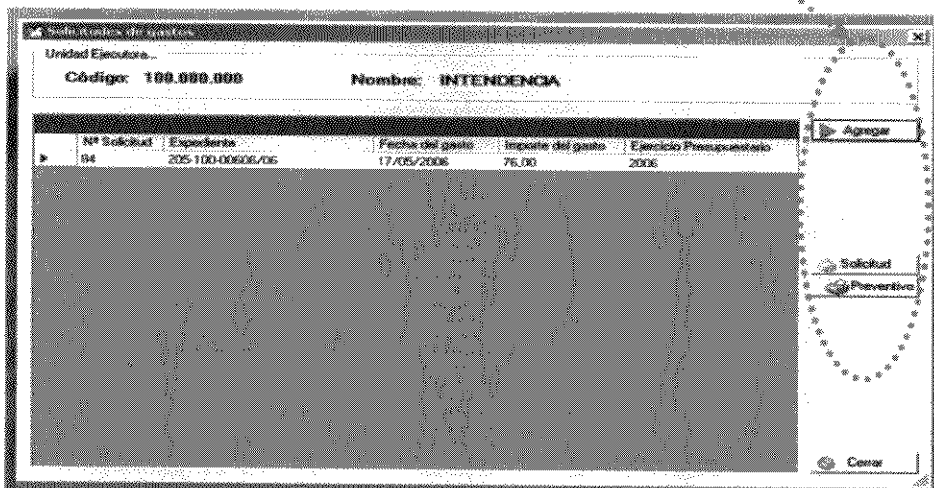 Solicitudes de gastos
Unidad Ejecutora...
Código: 100.000.000 Nombre: INTENDENCIA
Nº Solicitud Expediente Fecha del gasto Importe del gasto Ejercicio Presupuestario
84 205-100-00606/06 17/05/2006 76,00 2006
Agregar
Solicitud
Preventivo
Cerrar